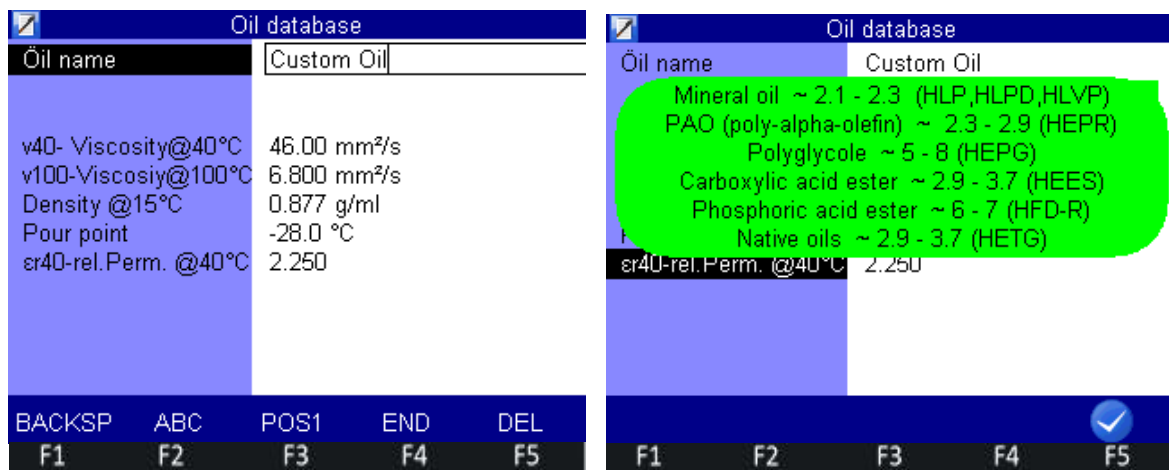 Oil database
Öil name Custom Oil
v40- Viscosity@40°C 46.00 mm²/s
v100-Viscosiy@100°C 6.800 mm²/s
Density @15°C 0.877 g/ml
Pour point -28.0 °C
εr40-rel.Perm. @40°C 2.250
BACKSP ABC POS1 END DEL
F1 F2 F3 F4 F5
Oil database
Öil name Custom Oil
Mineral oil ~ 2.1 - 2.3 (HLP,HLPD,HLVP)
PAO (poly-alpha-olefin) ~ 2.3 - 2.9 (HEPR)
Polyglycole ~ 5 - 8 (HEPG)
Carboxylic acid ester ~ 2.9 - 3.7 (HEES)
Phosphoric acid ester ~ 6 - 7 (HFD-R)
Native oils ~ 2.9 - 3.7 (HETG)
εr40-rel.Perm. @40°C 2.250
F1 F2 F3 F4 F5